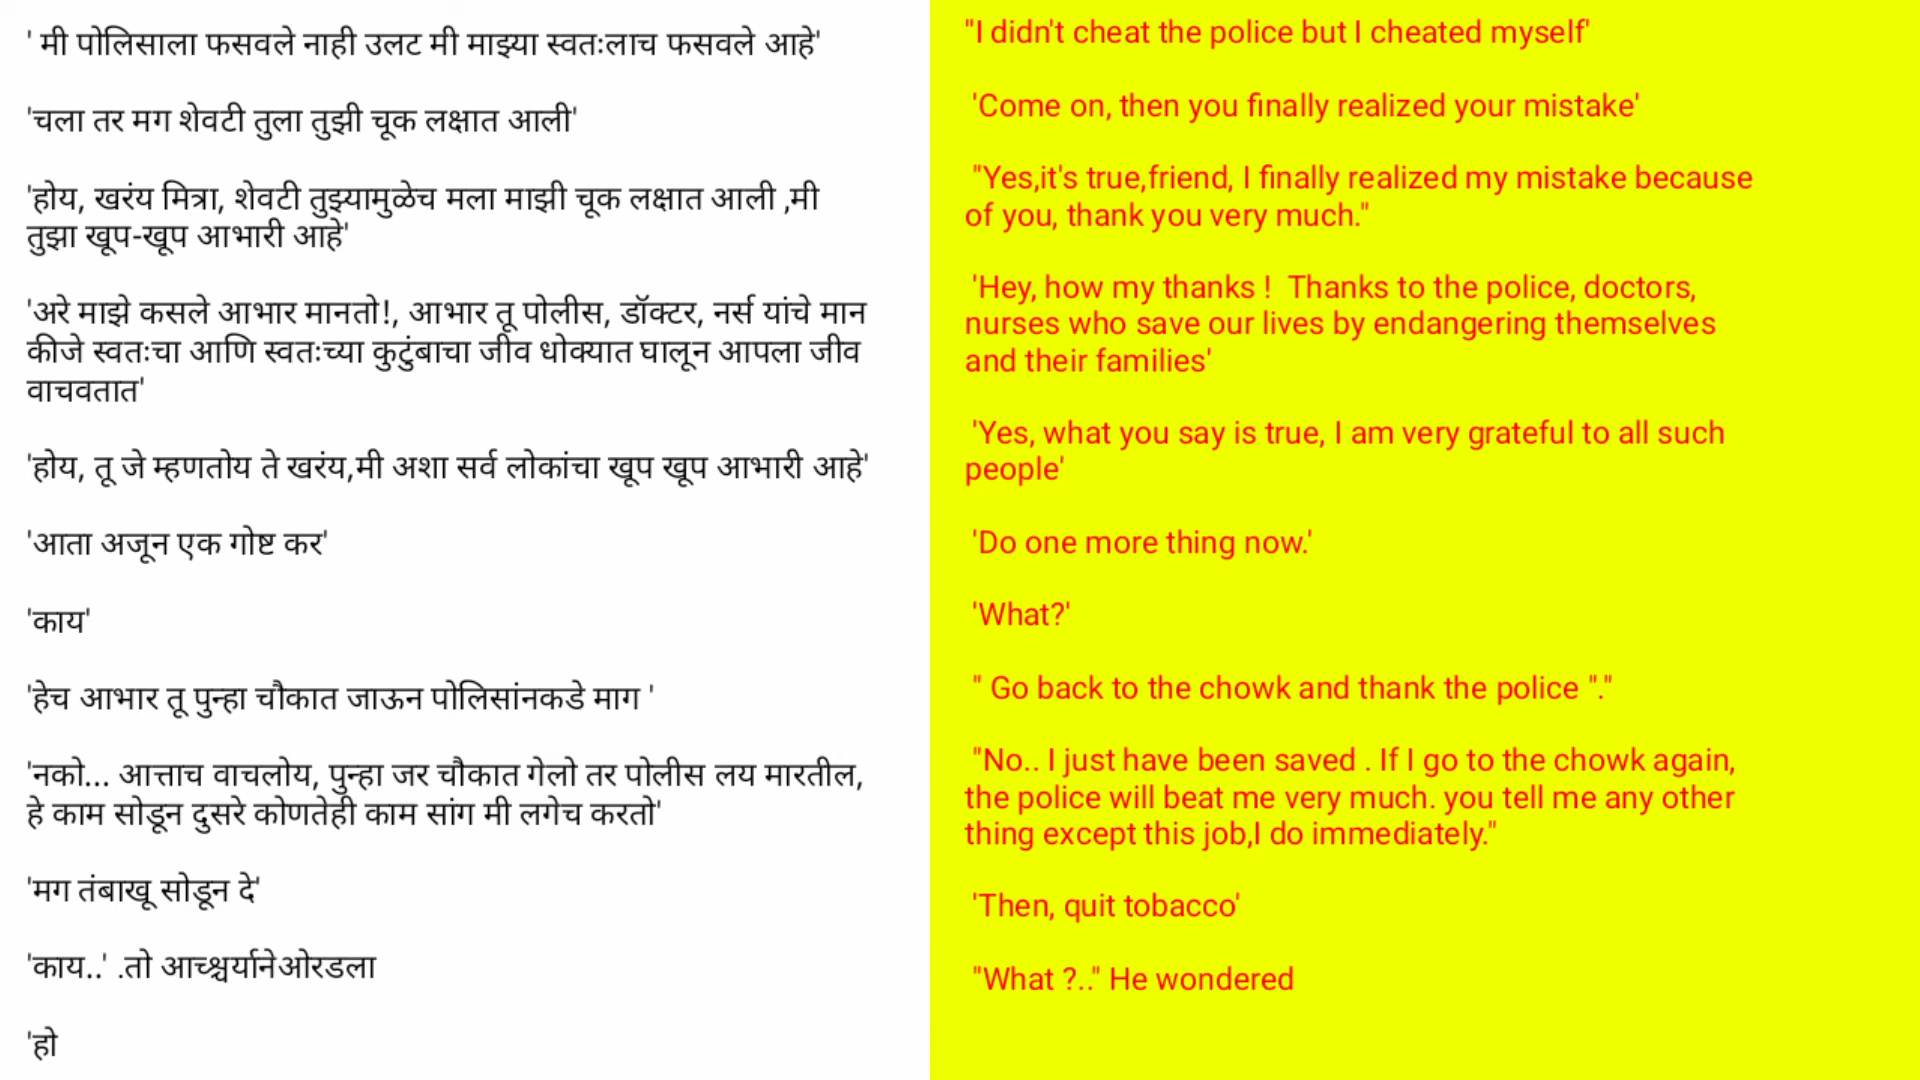 ' मी पोलिसाला फसवले नाही उलट मी माझ्या स्वतःलाच फसवले आहे'
'चला तर मग शेवटी तुला तुझी चूक लक्षात आली'
'होय, खरंय मित्रा, शेवटी तुझ्यामुळेच मला माझी चूक लक्षात आली ,मी
तुझा खूप-खूप आभारी आहे'
'अरे माझे कसले आभार मानतो!, आभार तू पोलीस, डॉक्टर, नर्स यांचे मान
कीजे स्वतःचा आणि स्वतःच्या कुटुंबाचा जीव धोक्यात घालून आपला जीव
वाचवतात'
'होय, तू जे म्हणतोय ते खरंय,मी अशा सर्व लोकांचा खूप खूप आभारी आहे'
'आता अजून एक गोष्ट कर'
'काय'
'हेच आभार तू पुन्हा चौकात जाऊन पोलिसांनकडे माग '
'नको... आत्ताच वाचलोय, पुन्हा जर चौकात गेलो तर पोलीस लय मारतील,
हे काम सोडून दुसरे कोणतेही काम सांग मी लगेच करतो'
'मग तंबाखू सोडून दे'
'काय..' .तो आच्श्चर्यानेओरडला
'हो
"I didn't cheat the police but I cheated myself'
'Come on, then you finally realized your mistake'
"Yes,it's true,friend, I finally realized my mistake because
of you, thank you very much."
'Hey, how my thanks !  Thanks to the police, doctors,
nurses who save our lives by endangering themselves
and their families'
'Yes, what you say is true, I am very grateful to all such
people'
'Do one more thing now.'
'What?'
" Go back to the chowk and thank the police "."
"No.. I just have been saved . If I go to the chowk again,
the police will beat me very much. you tell me any other
thing except this job,I do immediately."
'Then, quit tobacco'
"What ?.." He wondered